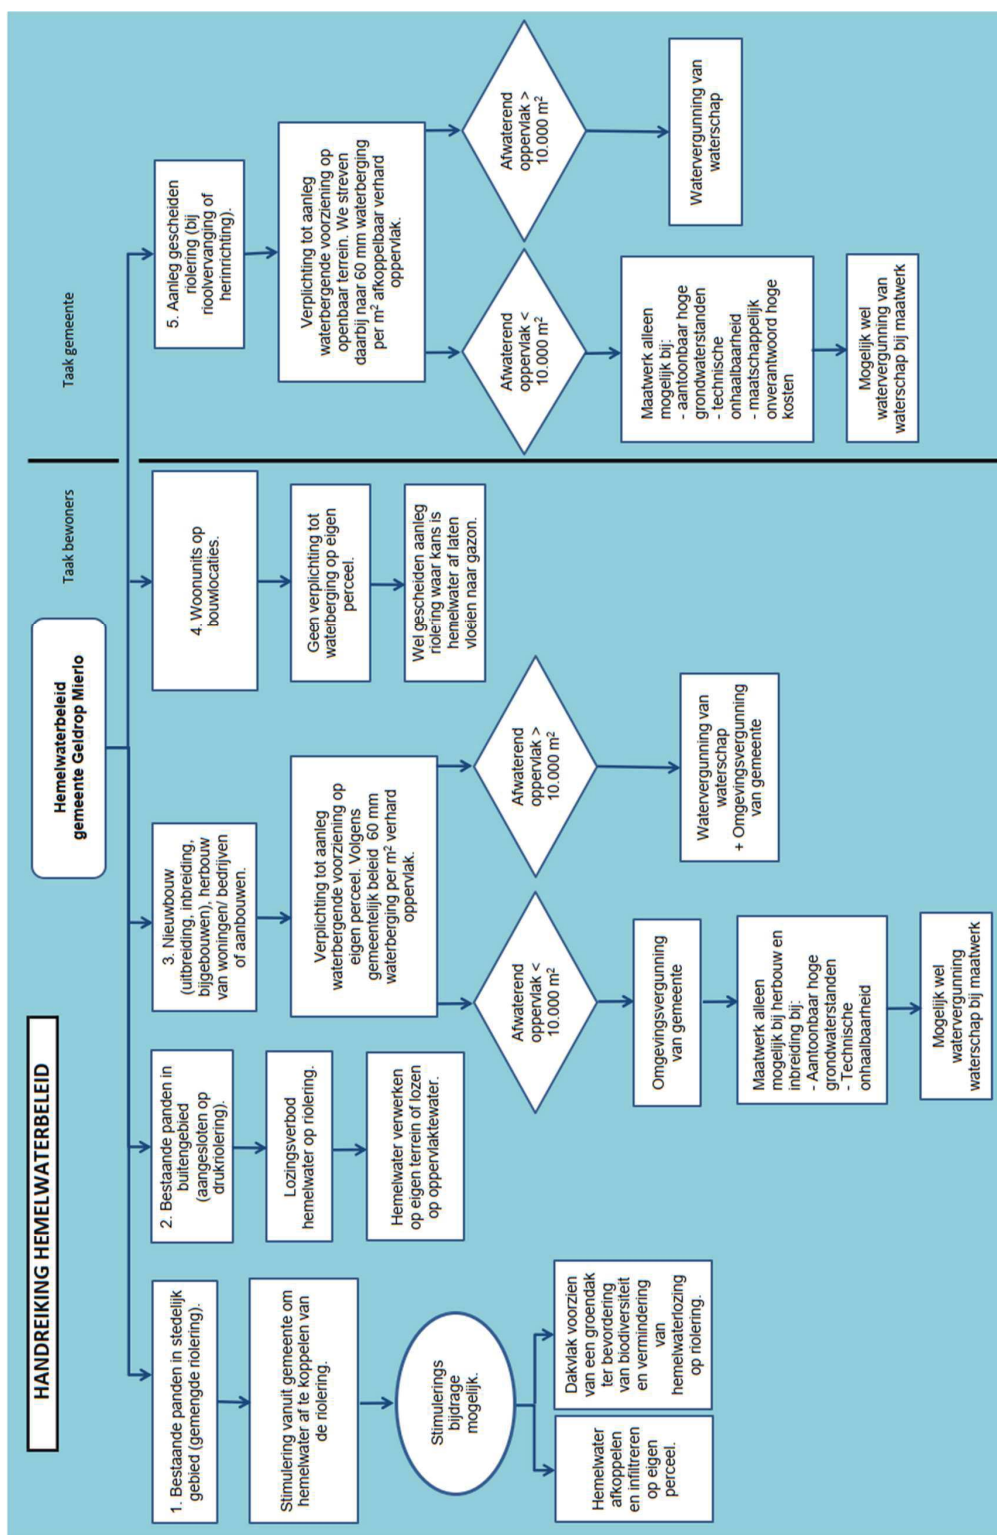 HANDREIKING HEMELWATERBELEID
Hemelwaterbeleid
gemeente Geldrop Mierlo
Taak bewoners
Taak gemeente
1. Bestaande panden in stedelijk
gebied (gemengde riolering).
Stimulering vanuit gemeente om
hemelwater af te koppelen van
de riolering.
Stimulerings
bijdrage
mogelijk.
Hemelwater
afkoppelen
en infiltreren
op eigen
perceel.
Dakvlak voorzien
van een groendak
ter bevordering
van biodiversiteit
en vermindering
van
hemelwaterlozing
op riolering.
2. Bestaande panden in
buitengebied
(aangesloten op
drukriolering).
Lozingsverbod
hemelwater op riolering.
Hemelwater verwerken
op eigen terrein of lozen
op oppervlaktewater.
3. Nieuwbouw
(uitbreiding, inbreiding,
bijgebouwen), herbouw
van woningen/ bedrijven
of aanbouwen.
Verplichting tot aanleg
waterbergende voorziening op
eigen perceel. Volgens
gemeentelijk beleid 60 mm
waterberging per m² verhard
oppervlak.
Afwaterend
oppervlak <
10.000 m²
Omgevingsvergunning
van gemeente
Maatwerk alleen
mogelijk bij herbouw en
inbreiding bij:
- Aantoonbaar hoge
grondwaterstanden
- Technische
onhaalbaarheid
Mogelijk wel
watervergunning
waterschap bij maatwerk
Afwaterend
oppervlak >
10.000 m²
Watervergunning van
waterschap
+ Omgevingsvergunning
van gemeente
4. Woonunits op
bouwlocaties.
Geen verplichting tot
waterberging op eigen
perceel.
Wel gescheiden aanleg
riolering waar kans is
hemelwater af laten
vloeien naar gazon.
5. Aanleg gescheiden
riolering (bij
rioolvervanging of
herinrichting).
Verplichting tot aanleg
waterbergende voorziening op
openbaar terrein. We streven
daarbij naar 60 mm waterberging
per m² afkoppelbaar verhard
oppervlak.
Afwaterend
oppervlak <
10.000 m²
Maatwerk alleen
mogelijk bij:
- aantoonbaar hoge
grondwaterstanden
- technische
onhaalbaarheid
- maatschappelijk
onverantwoord hoge
kosten
Mogelijk wel
watervergunning van
waterschap bij maatwerk
Afwaterend
oppervlak >
10.000 m²
Watervergunning van
waterschap